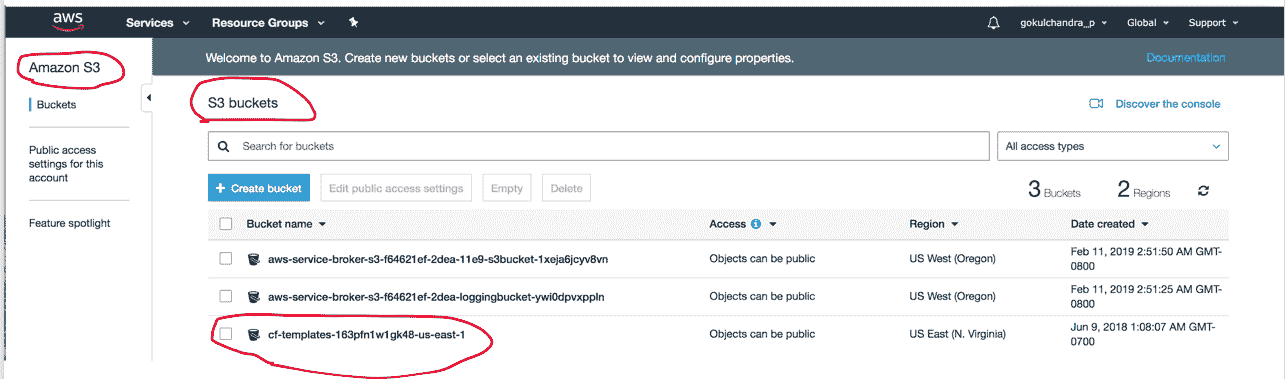 aws
Services
Resource Groups
gokulchandra_p
Global
Support
Amazon S3
Buckets
Public access
settings for this
account
Feature spotlight
Welcome to Amazon S3. Create new buckets or select an existing bucket to view and configure properties.
Documentation
S3 buckets
Discover the console
Search for buckets
All access types
+ Create bucket
Edit public access settings
Empty
Delete
3 Buckets
2 Regions
Bucket name Access Region Date created
aws-service-broker-s3-f64621ef-2dea-11e9-s3bucket-1xeja6jcyv8vn Objects can be public US West (Oregon) Feb 11, 2019 2:51:50 AM GMT-
0800
aws-service-broker-s3-f64621ef-2dea-loggingbucket-ywi0dpvxppln Objects can be public US West (Oregon) Feb 11, 2019 2:51:25 AM GMT-
0800
cf-templates-163pfn1w1gk48-us-east-1 Objects can be public US East (N. Virginia) Jun 9, 2018 1:08:07 AM GMT-
0700